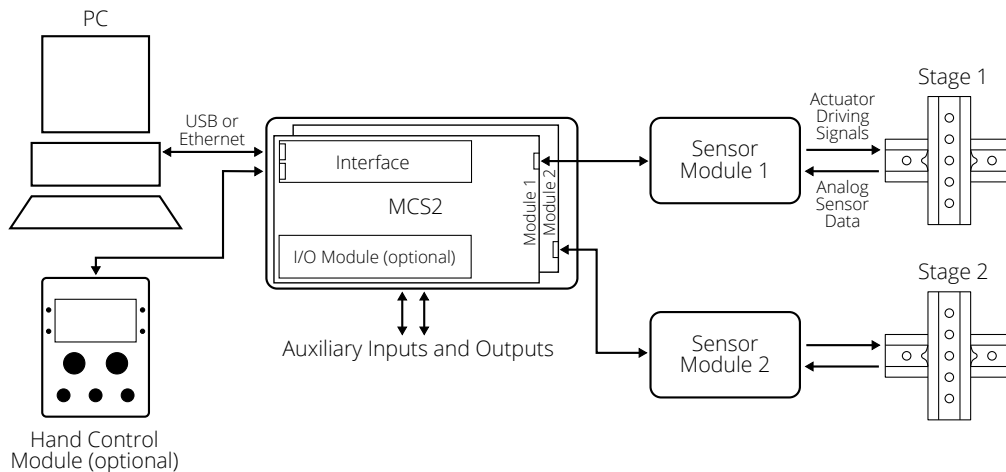 PC
USB or
Ethernet
Interface
MCS2
I/O Module (optional)
Module 1
Module 2
Auxiliary Inputs and Outputs
Hand Control
Module (optional)
Sensor
Module 1
Actuator
Driving
Signals
Analog
Sensor
Data
Stage 1
Sensor
Module 2
Stage 2